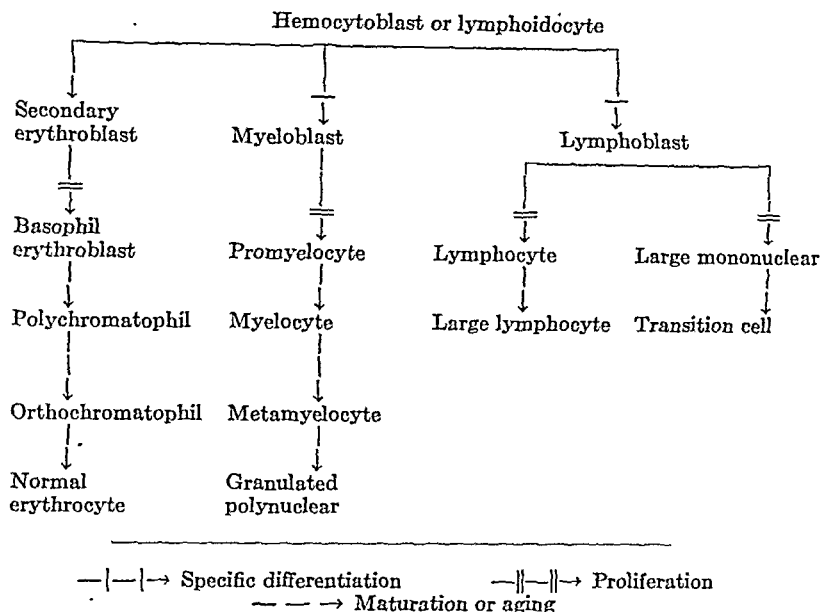 Hemocytoblast or lymphoidocyte
Secondary
erythroblast
Myeloblast
Lymphoblast
Basophil
erythroblast
Promyelocyte
Lymphocyte
Large mononuclear
Polychromatophil
Myelocyte
Large lymphocyte
Transition cell
Orthochromatophil
Metamyelocyte
Normal
erythrocyte
Granulated
polynuclear
Specific differentiation
Proliferation
Maturation or aging